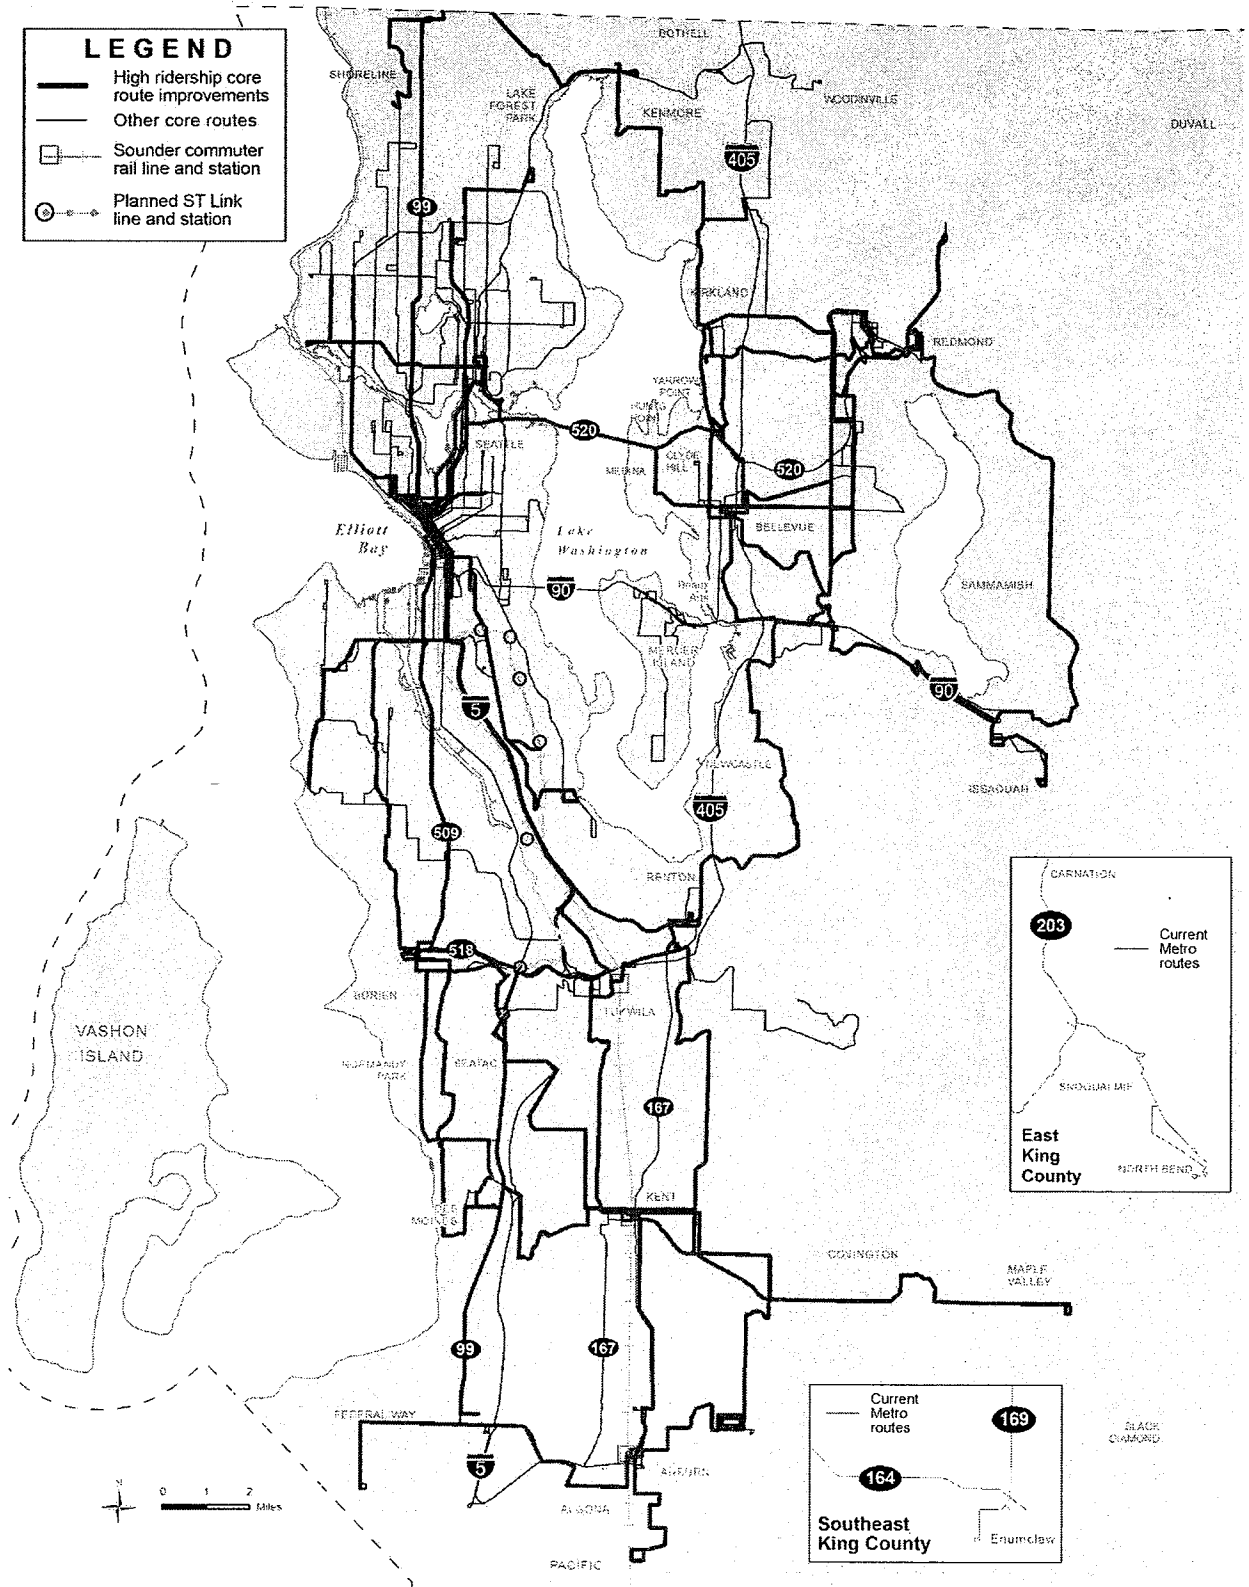 LEGEND
High ridership core
route improvements
Other core routes
Sounder commuter
rail line and station
Planned ST Link
line and station
BOTHELL
SHORELINE
LAKE
FOREST
PARK
KENMORE
WOODINVILLE
DUVALL
405
99
KIRKLAND
REDMOND
YARROW
POINT
HUNTS
POINT
520
SEATTLE
CLYDE
HILL
MEDINA
520
Elliott
Bay
Lake
Washington
BELLEVUE
90
Beaux
Arts
SAMMAMISH
MERCER
ISLAND
90
5
NEWCASTLE
ISSAQUAH
405
509
RENTON
CARNATION
203
Current
Metro
routes
518
BURIEN
TUKWILA
VASHON
ISLAND
NORMANDY
PARK
SEATAC
SNOQUALMIE
167
East
King
County
NORTH BEND
KENT
DES
MOINES
COVINGTON
MAPLE
VALLEY
99
167
FEDERAL WAY
Current
Metro
routes
169
BLACK
DIAMOND
5
164
AUBURN
0 1 2
Miles
ALGONA
Southeast
King County
Enumclaw
PACIFIC